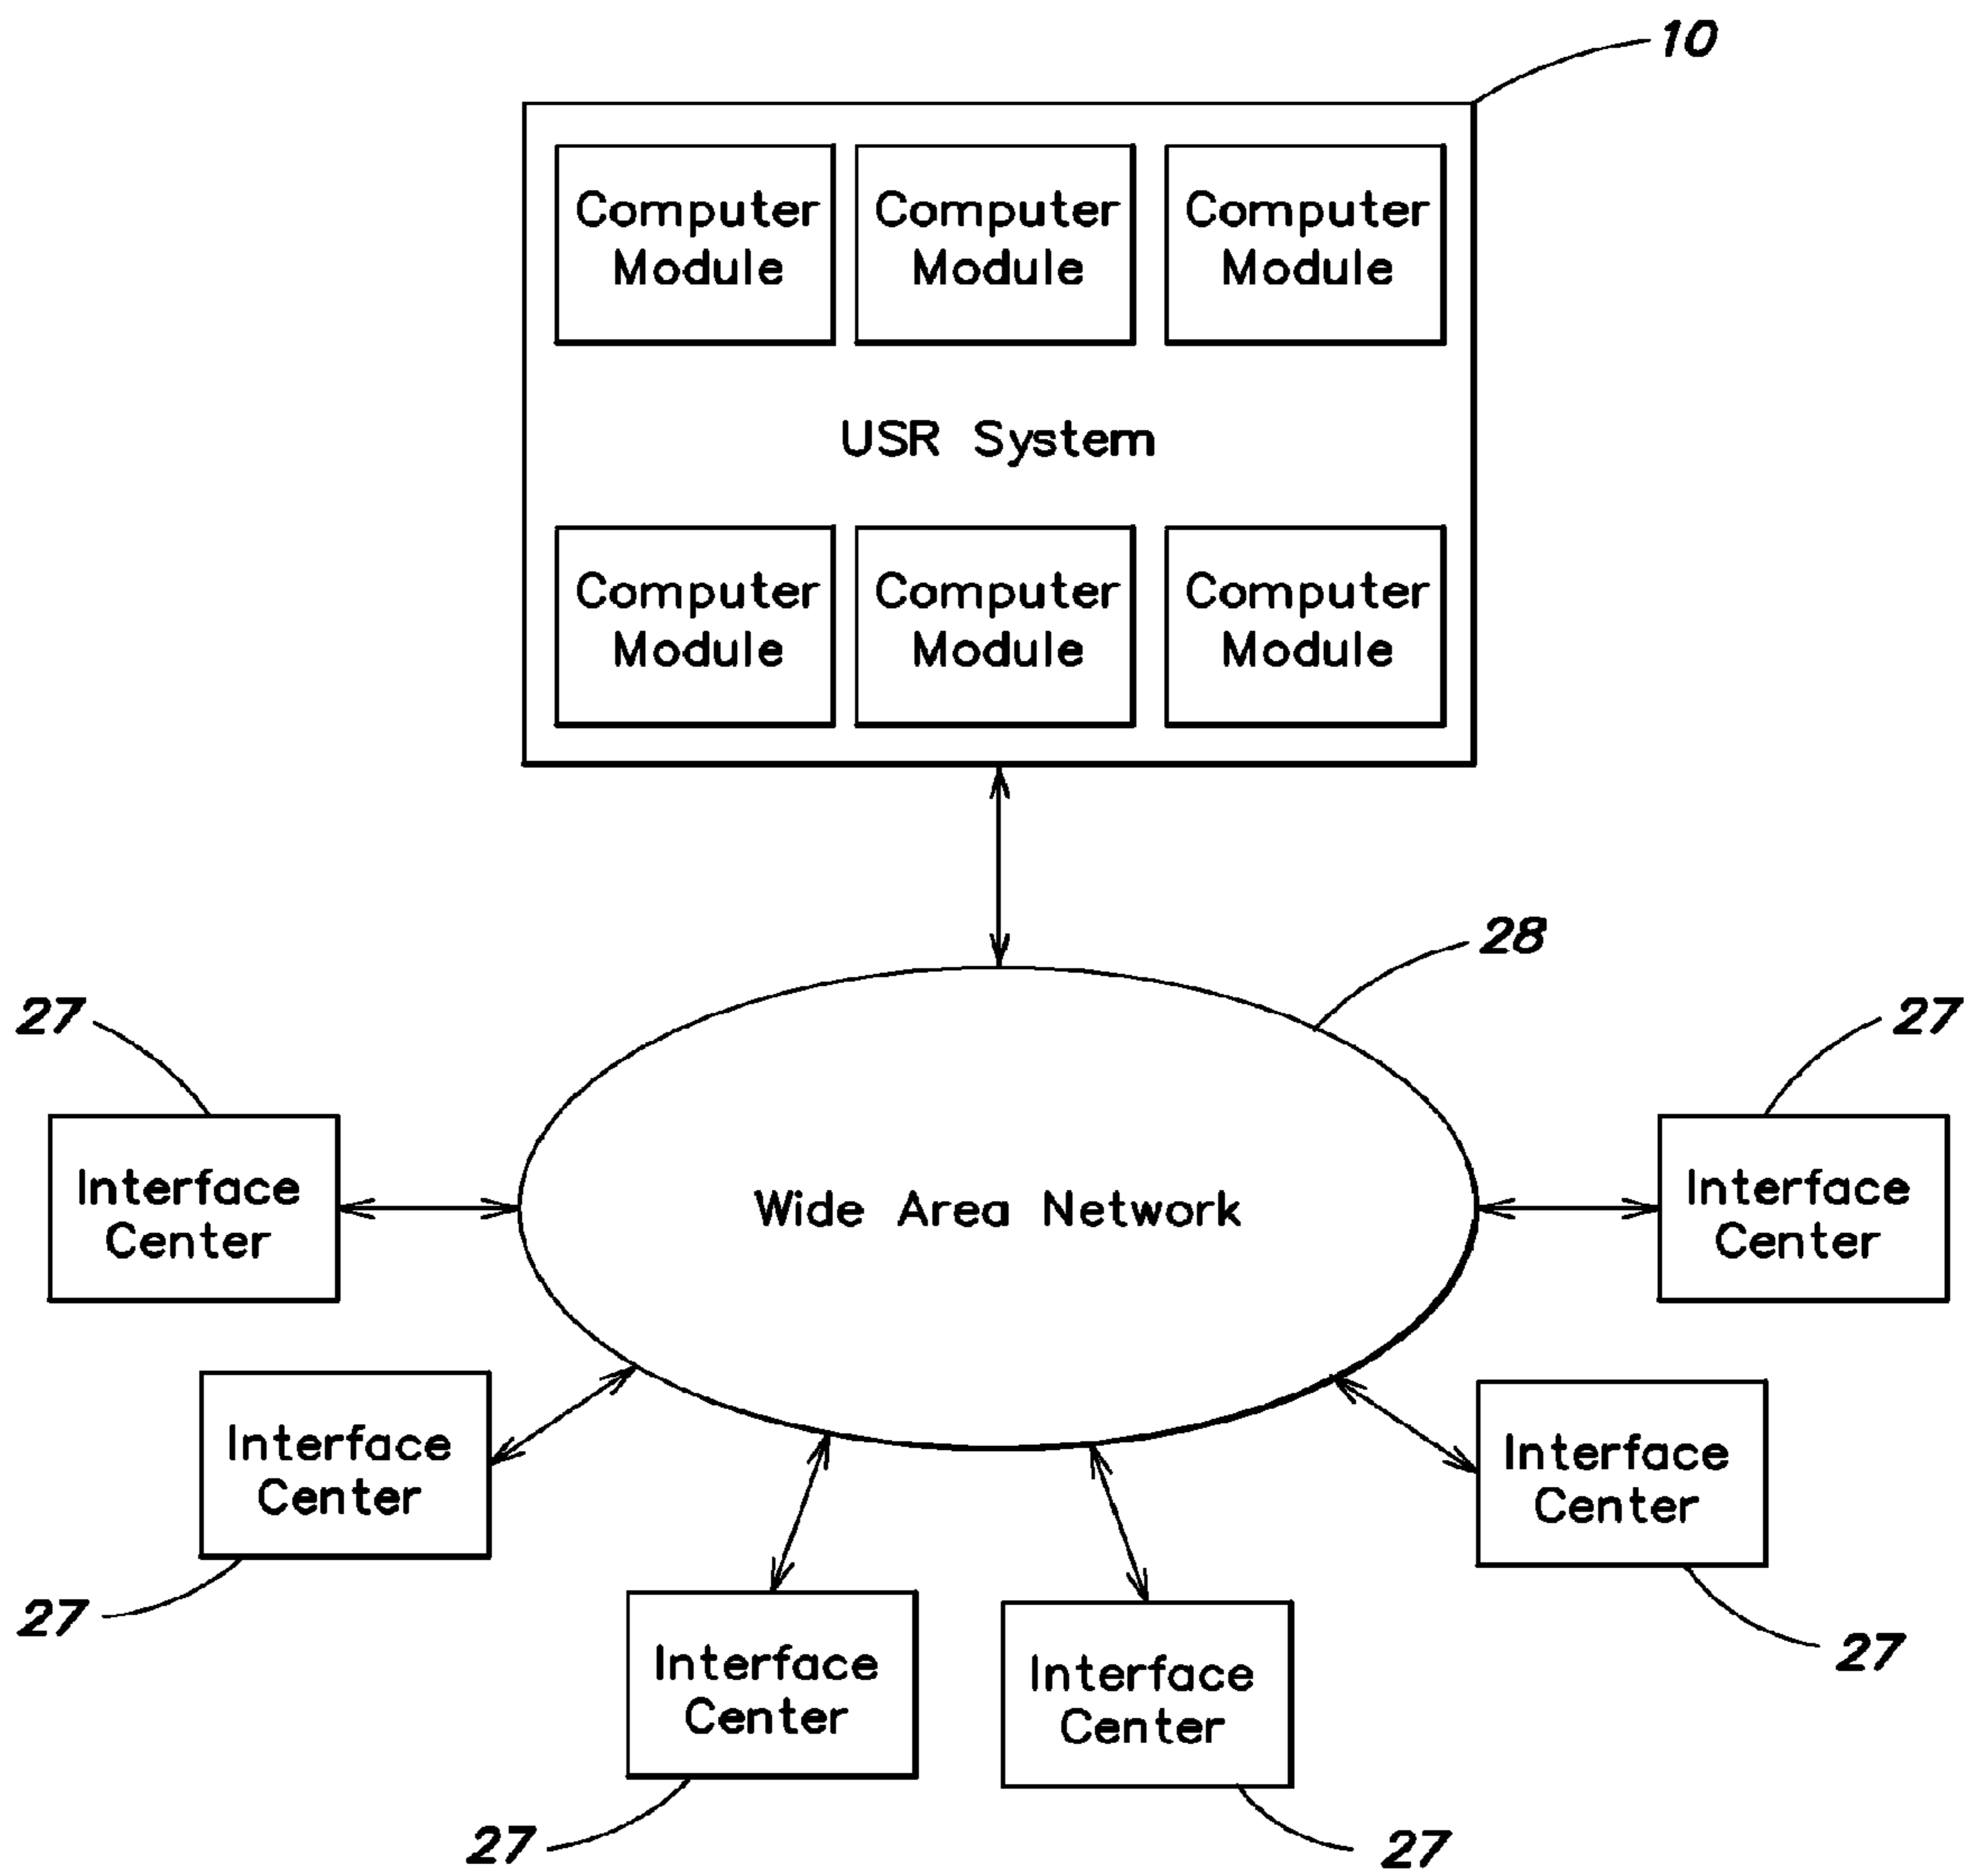 10
Computer
Module
Computer
Module
Computer
Module
USR System
Computer
Module
Computer
Module
Computer
Module
28
27
27
Interface
Center
Wide Area Network
Interface
Center
Interface
Center
Interface
Center
27
27
Interface
Center
Interface
Center
27
27